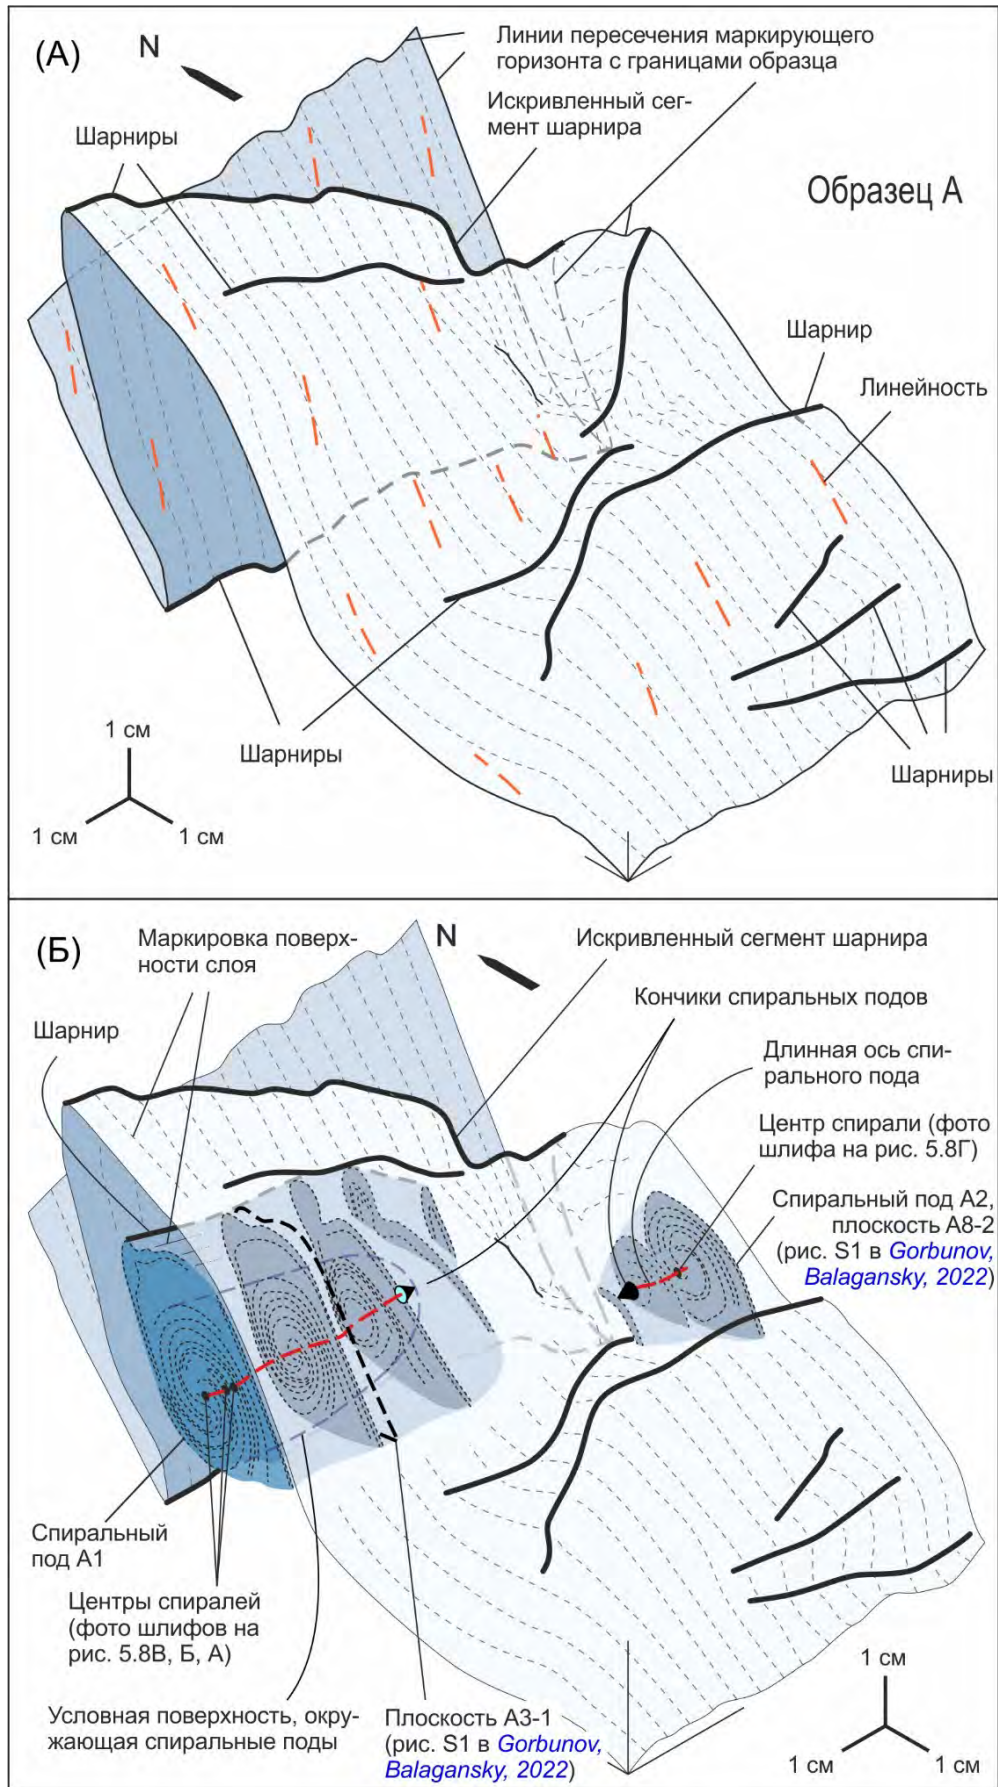 (А)
N
Линии пересечения маркирующего
горизонта с границами образца
Искривленный сег-
мент шарнира
Шарниры
Образец А
Шарнир
Линейность
Шарниры
Шарниры
1 см
1 см
1 см
(Б)
Маркировка поверх-
ности слоя
N
Искривленный сегмент шарнира
Кончики спиральных подов
Шарнир
Длинная ось спи-
рального пода
Центр спирали (фото
шлифа на рис. 5.8Г)
Спиральный под А2,
плоскость А8-2
(рис. S1 в Gorbunov,
Balagansky, 2022)
Спиральный
под А1
Центры спиралей
(фото шлифов на
рис. 5.8В, Б, А)
Условная поверхность, окру-
жающая спиральные поды
Плоскость А3-1
(рис. S1 в Gorbunov,
Balagansky, 2022)
1 см
1 см
1 см